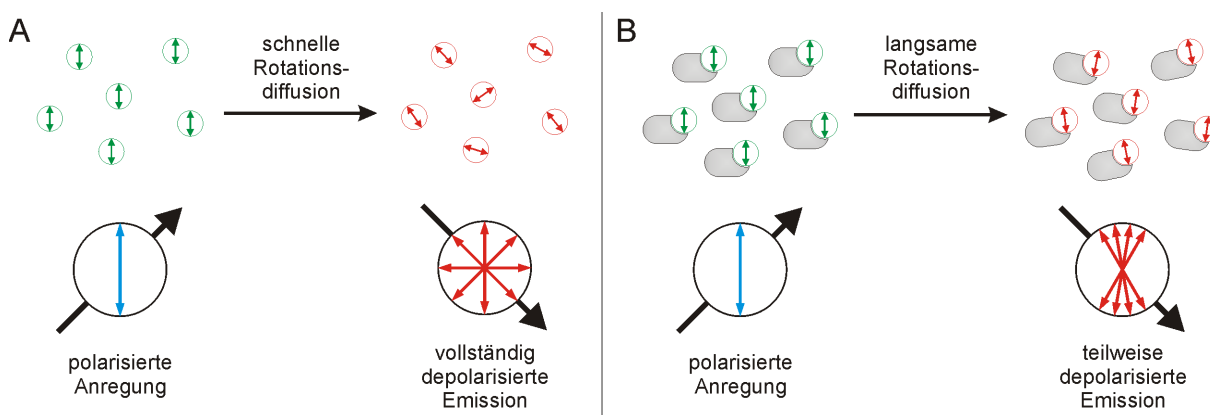 A
schnelle
Rotations-
diffusion
polarisierte
Anregung
vollständig
depolarisierte
Emission
B
langsame
Rotations-
diffusion
polarisierte
Anregung
teilweise
depolarisierte
Emission